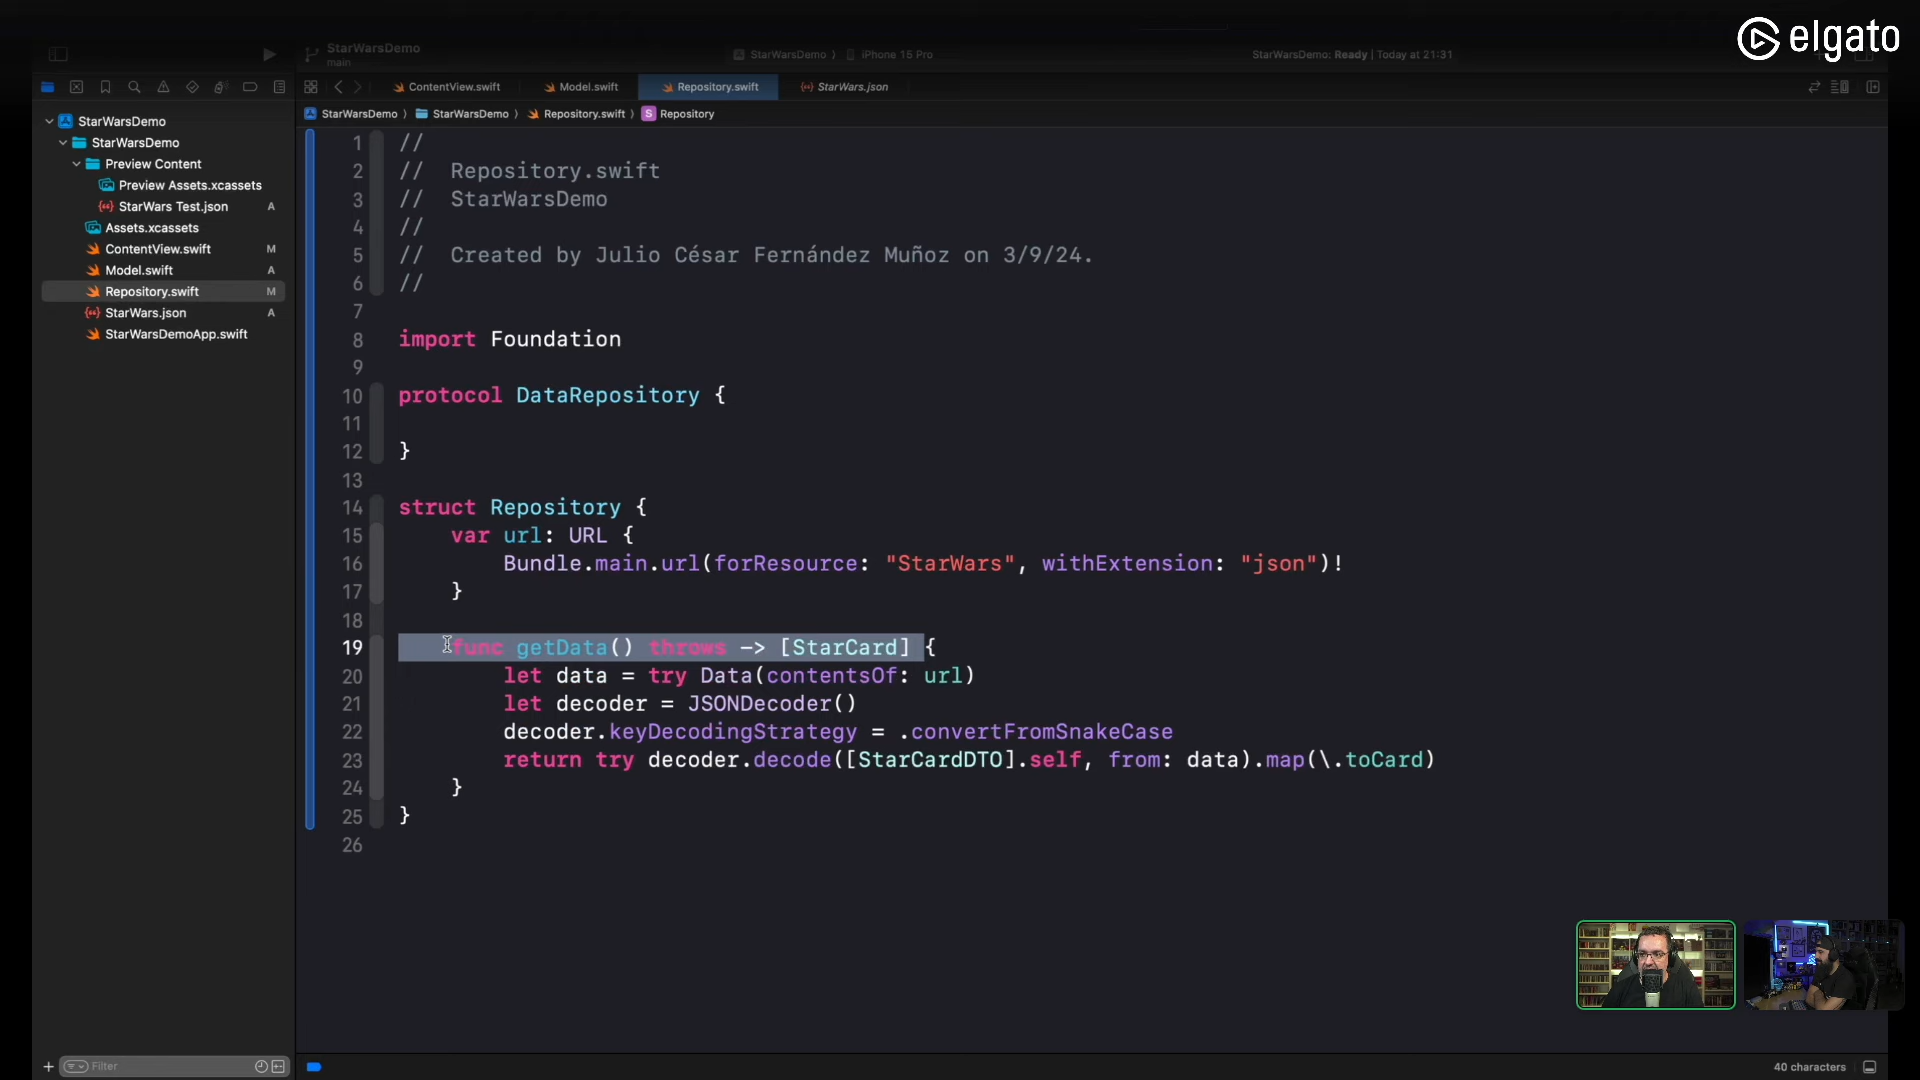 elgato
StarWarsDemo
main
StarWarsDemo
iPhone 15 Pro
StarWarsDemo: Ready | Today at 21:31
ContentView.swift
Model.swift
Repository.swift
StarWars.json
StarWarsDemo
StarWarsDemo
Repository.swift
S Repository
StarWarsDemo
StarWarsDemo
Preview Content
Preview Assets.xcassets
StarWars Test.json A
Assets.xcassets
ContentView.swift M
Model.swift A
Repository.swift M
StarWars.json A
StarWarsDemoApp.swift
1 //
2 // Repository.swift
3 // StarWarsDemo
4 //
5 // Created by Julio César Fernández Muñoz on 3/9/24.
6 //
7
8 import Foundation
9
10 protocol DataRepository {
11
12 }
13
14 struct Repository {
15 var url: URL {
16 Bundle.main.url(forResource: "StarWars", withExtension: "json")!
17 }
18
19 func getData() throws -> [StarCard] {
20 let data = try Data(contentsOf: url)
21 let decoder = JSONDecoder()
22 decoder.keyDecodingStrategy = .convertFromSnakeCase
23 return try decoder.decode([StarCardDTO].self, from: data).map(\.toCard)
24 }
25 }
26
Filter
40 characters